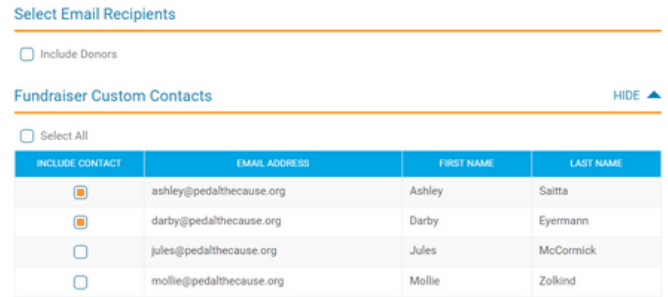 Select Email Recipients
Include Donors
Fundraiser Custom Contacts HIDE
Select All
INCLUDE CONTACT EMAIL ADDRESS FIRST NAME LAST NAME
ashley@pedalthecause.org Ashley Saitta
darby@pedalthecause.org Darby Eyermann
jules@pedalthecause.org Jules McCormick
mollie@pedalthecause.org Mollie Zolkind